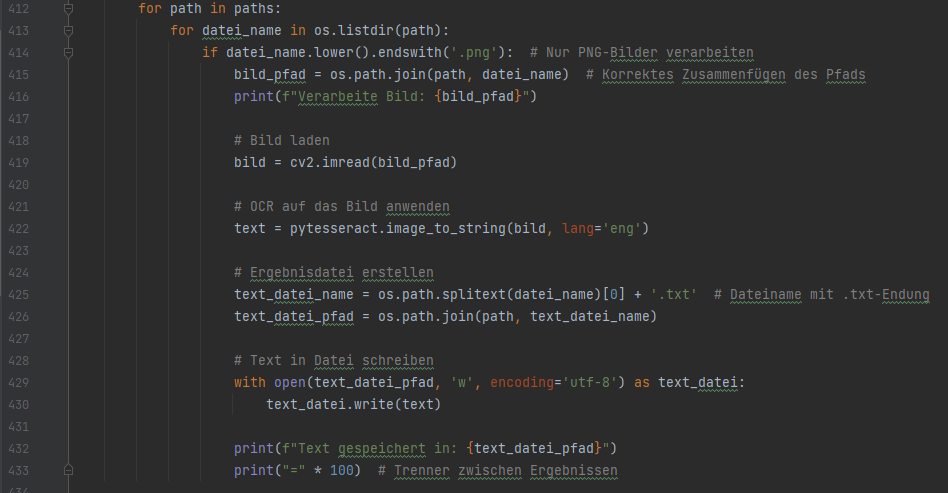 412 for path in paths:
413 for datei_name in os.listdir(path):
414 if datei_name.lower().endswith('.png'):  # Nur PNG-Bilder verarbeiten
415 bild_pfad = os.path.join(path, datei_name)  # Korrektes Zusammenfügen des Pfads
416 print(f"Verarbeite Bild: {bild_pfad}")
417
418 # Bild laden
419 bild = cv2.imread(bild_pfad)
420
421 # OCR auf das Bild anwenden
422 text = pytesseract.image_to_string(bild, lang='eng')
423
424 # Ergebnisdatei erstellen
425 text_datei_name = os.path.splitext(datei_name)[0] + '.txt'  # Dateiname mit .txt-Endung
426 text_datei_pfad = os.path.join(path, text_datei_name)
427
428 # Text in Datei schreiben
429 with open(text_datei_pfad, 'w', encoding='utf-8') as text_datei:
430 text_datei.write(text)
431
432 print(f"Text gespeichert in: {text_datei_pfad}")
433 print("=" * 100)  # Trenner zwischen Ergebnissen
434